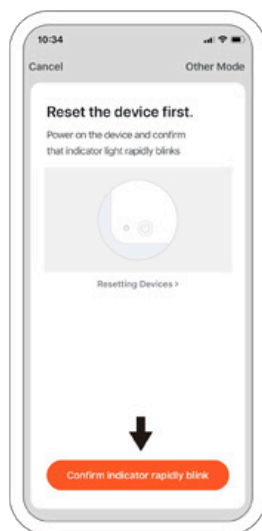 10:34
Cancel Other Mode
Reset the device first.
Power on the device and confirm
that indicator light rapidly blinks
Resetting Devices >
Confirm indicator rapidly blink